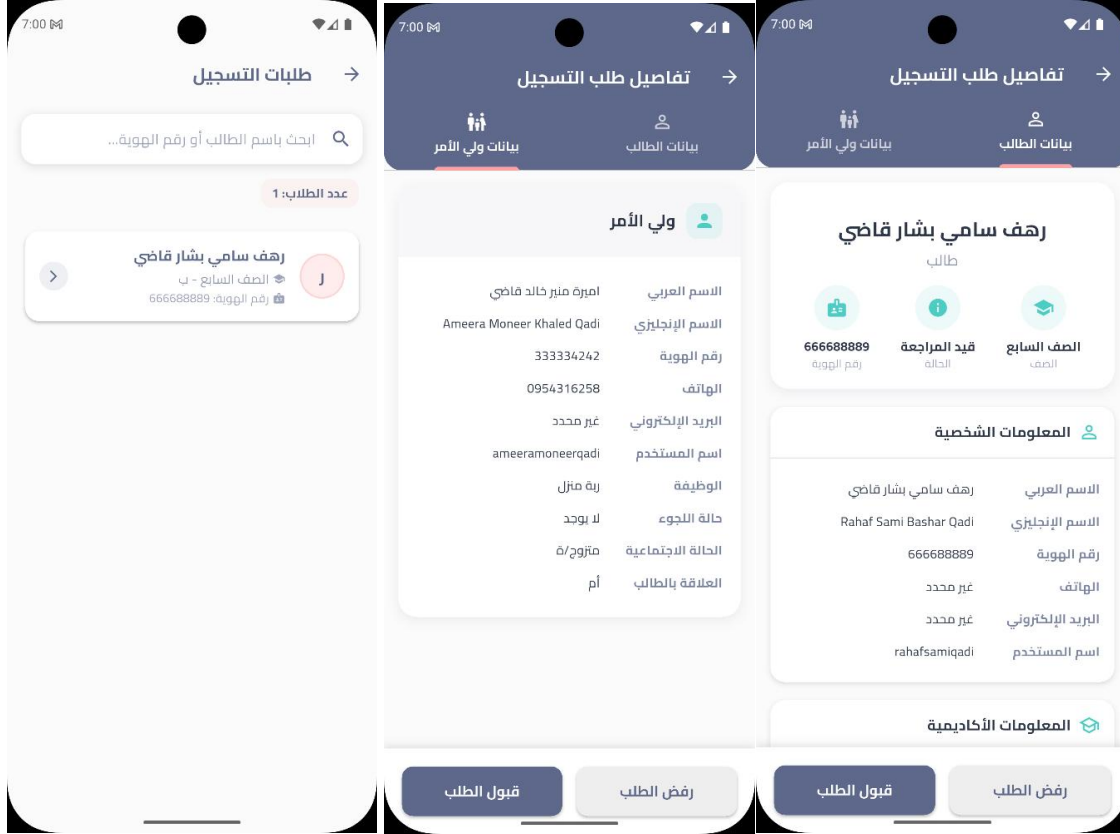 7:00
طلبات التسجيل
ابحث باسم الطالب أو رقم الهوية...
عدد الطلاب: 1
ر
رهف سامي بشار قاضي
الصف السابع - ب
رقم الهوية: 666688889
7:00
تفاصيل طلب التسجيل
بيانات الطالب
بيانات ولي الأمر
ولي الأمر
الاسم العربي اميرة منير خالد قاضي
الاسم الإنجليزي Ameera Moneer Khaled Qadi
رقم الهوية 333334242
الهاتف 0954316258
البريد الإلكتروني غير محدد
اسم المستخدم ameeramoneerqadi
الوظيفة ربة منزل
حالة اللجوء لا يوجد
الحالة الاجتماعية متزوج/ة
العلاقة بالطالب أم
رفض الطلب
قبول الطلب
7:00
تفاصيل طلب التسجيل
بيانات الطالب
بيانات ولي الأمر
رهف سامي بشار قاضي
طالب
الصف السابع قيد المراجعة 666688889
الصف الحالة رقم الهوية
المعلومات الشخصية
الاسم العربي رهف سامي بشار قاضي
الاسم الإنجليزي Rahaf Sami Bashar Qadi
رقم الهوية 666688889
الهاتف غير محدد
البريد الإلكتروني غير محدد
اسم المستخدم rahafsamiqadi
المعلومات الأكاديمية
رفض الطلب
قبول الطلب